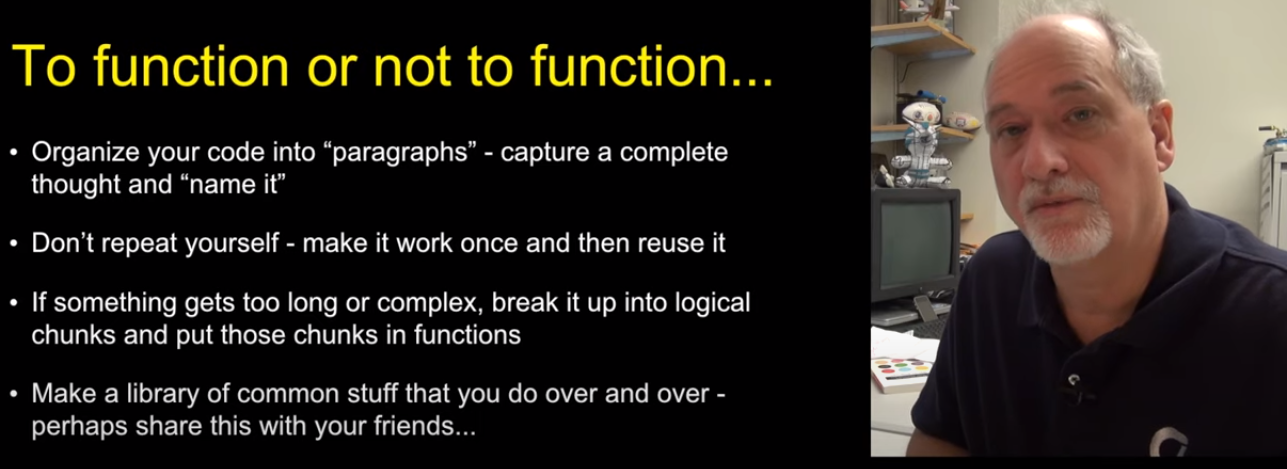 To function or not to function...
• Organize your code into “paragraphs” - capture a complete
thought and “name it”
• Don’t repeat yourself - make it work once and then reuse it
• If something gets too long or complex, break it up into logical
chunks and put those chunks in functions
• Make a library of common stuff that you do over and over -
perhaps share this with your friends...